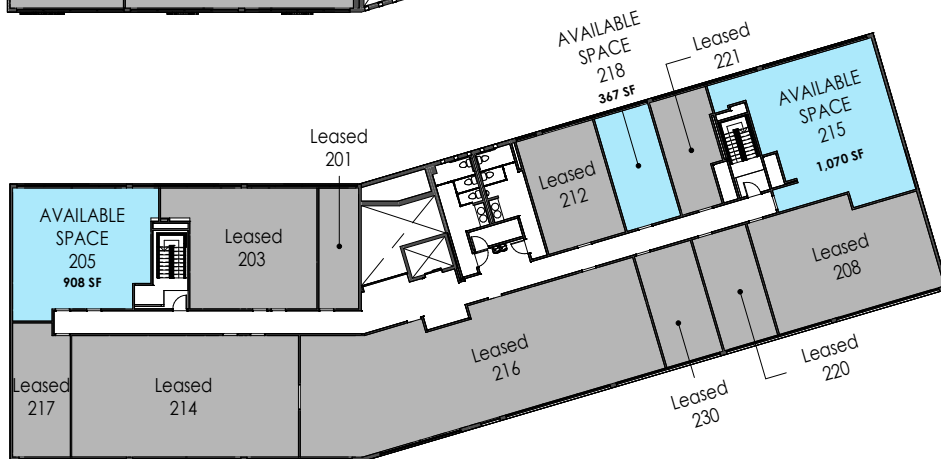 AVAILABLE
SPACE
218
367 SF
Leased
221
AVAILABLE
SPACE
215
1,070 SF
Leased
201
Leased
212
AVAILABLE
SPACE
205
908 SF
Leased
203
Leased
208
Leased
217
Leased
214
Leased
216
Leased
230
Leased
220